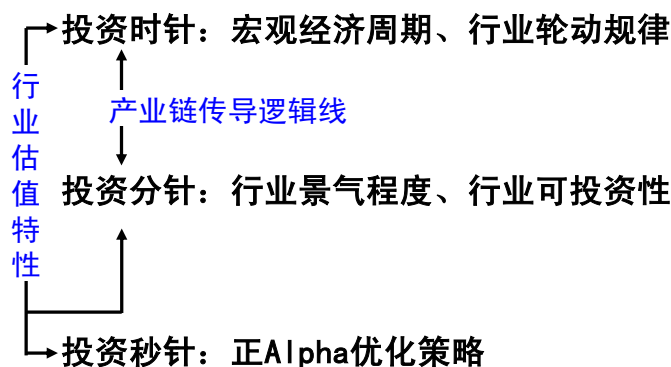 投资时针：宏观经济周期、行业轮动规律
产业链传导逻辑线
行业估值特性
投资分针：行业景气程度、行业可投资性
投资秒针：正Alpha优化策略